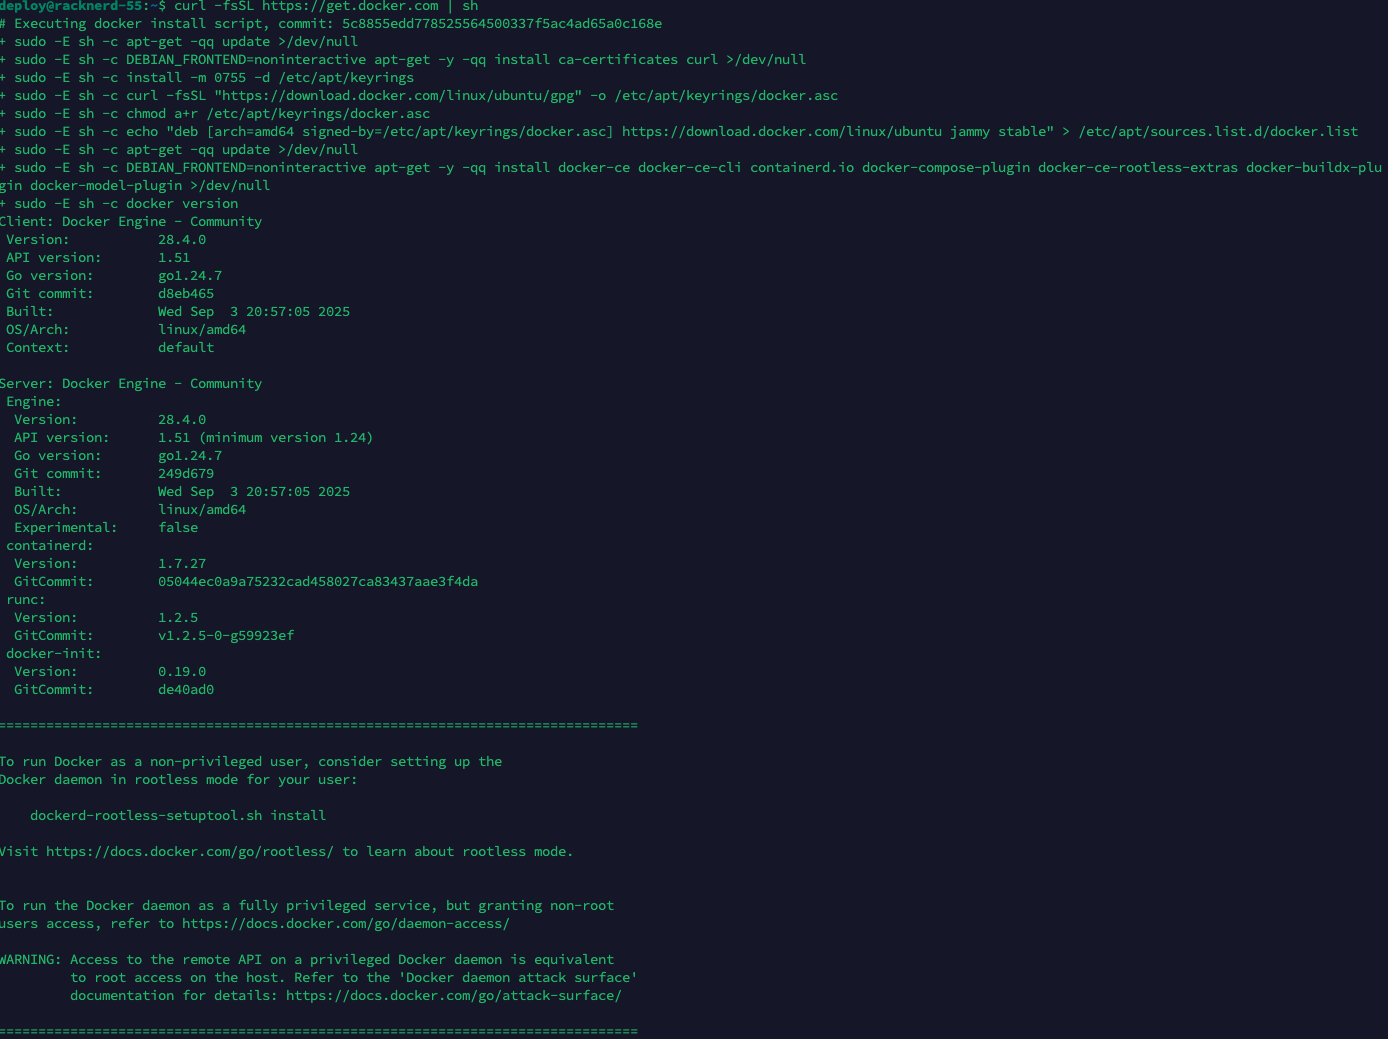 deploy@racknerd-55:~$ curl -fsSL https://get.docker.com | sh
# Executing docker install script, commit: 5c8855edd778525564500337f5ac4ad65a0c168e
+ sudo -E sh -c apt-get -qq update >/dev/null
+ sudo -E sh -c DEBIAN_FRONTEND=noninteractive apt-get -y -qq install ca-certificates curl >/dev/null
+ sudo -E sh -c install -m 0755 -d /etc/apt/keyrings
+ sudo -E sh -c curl -fsSL "https://download.docker.com/linux/ubuntu/gpg" -o /etc/apt/keyrings/docker.asc
+ sudo -E sh -c chmod a+r /etc/apt/keyrings/docker.asc
+ sudo -E sh -c echo "deb [arch=amd64 signed-by=/etc/apt/keyrings/docker.asc] https://download.docker.com/linux/ubuntu jammy stable" > /etc/apt/sources.list.d/docker.list
+ sudo -E sh -c apt-get -qq update >/dev/null
+ sudo -E sh -c DEBIAN_FRONTEND=noninteractive apt-get -y -qq install docker-ce docker-ce-cli containerd.io docker-compose-plugin docker-ce-rootless-extras docker-buildx-plu
gin docker-model-plugin >/dev/null
+ sudo -E sh -c docker version
Client: Docker Engine - Community
 Version:           28.4.0
 API version:       1.51
 Go version:        go1.24.7
 Git commit:        d8eb465
 Built:             Wed Sep  3 20:57:05 2025
 OS/Arch:           linux/amd64
 Context:           default

Server: Docker Engine - Community
 Engine:
  Version:          28.4.0
  API version:      1.51 (minimum version 1.24)
  Go version:       go1.24.7
  Git commit:       249d679
  Built:            Wed Sep  3 20:57:05 2025
  OS/Arch:          linux/amd64
  Experimental:     false
 containerd:
  Version:          1.7.27
  GitCommit:        05044ec0a9a75232cad458027ca83437aae3f4da
 runc:
  Version:          1.2.5
  GitCommit:        v1.2.5-0-g59923ef
 docker-init:
  Version:          0.19.0
  GitCommit:        de40ad0

================================================================================

To run Docker as a non-privileged user, consider setting up the
Docker daemon in rootless mode for your user:

    dockerd-rootless-setuptool.sh install

Visit https://docs.docker.com/go/rootless/ to learn about rootless mode.


To run the Docker daemon as a fully privileged service, but granting non-root
users access, refer to https://docs.docker.com/go/daemon-access/

WARNING: Access to the remote API on a privileged Docker daemon is equivalent
         to root access on the host. Refer to the 'Docker daemon attack surface'
         documentation for details: https://docs.docker.com/go/attack-surface/

================================================================================